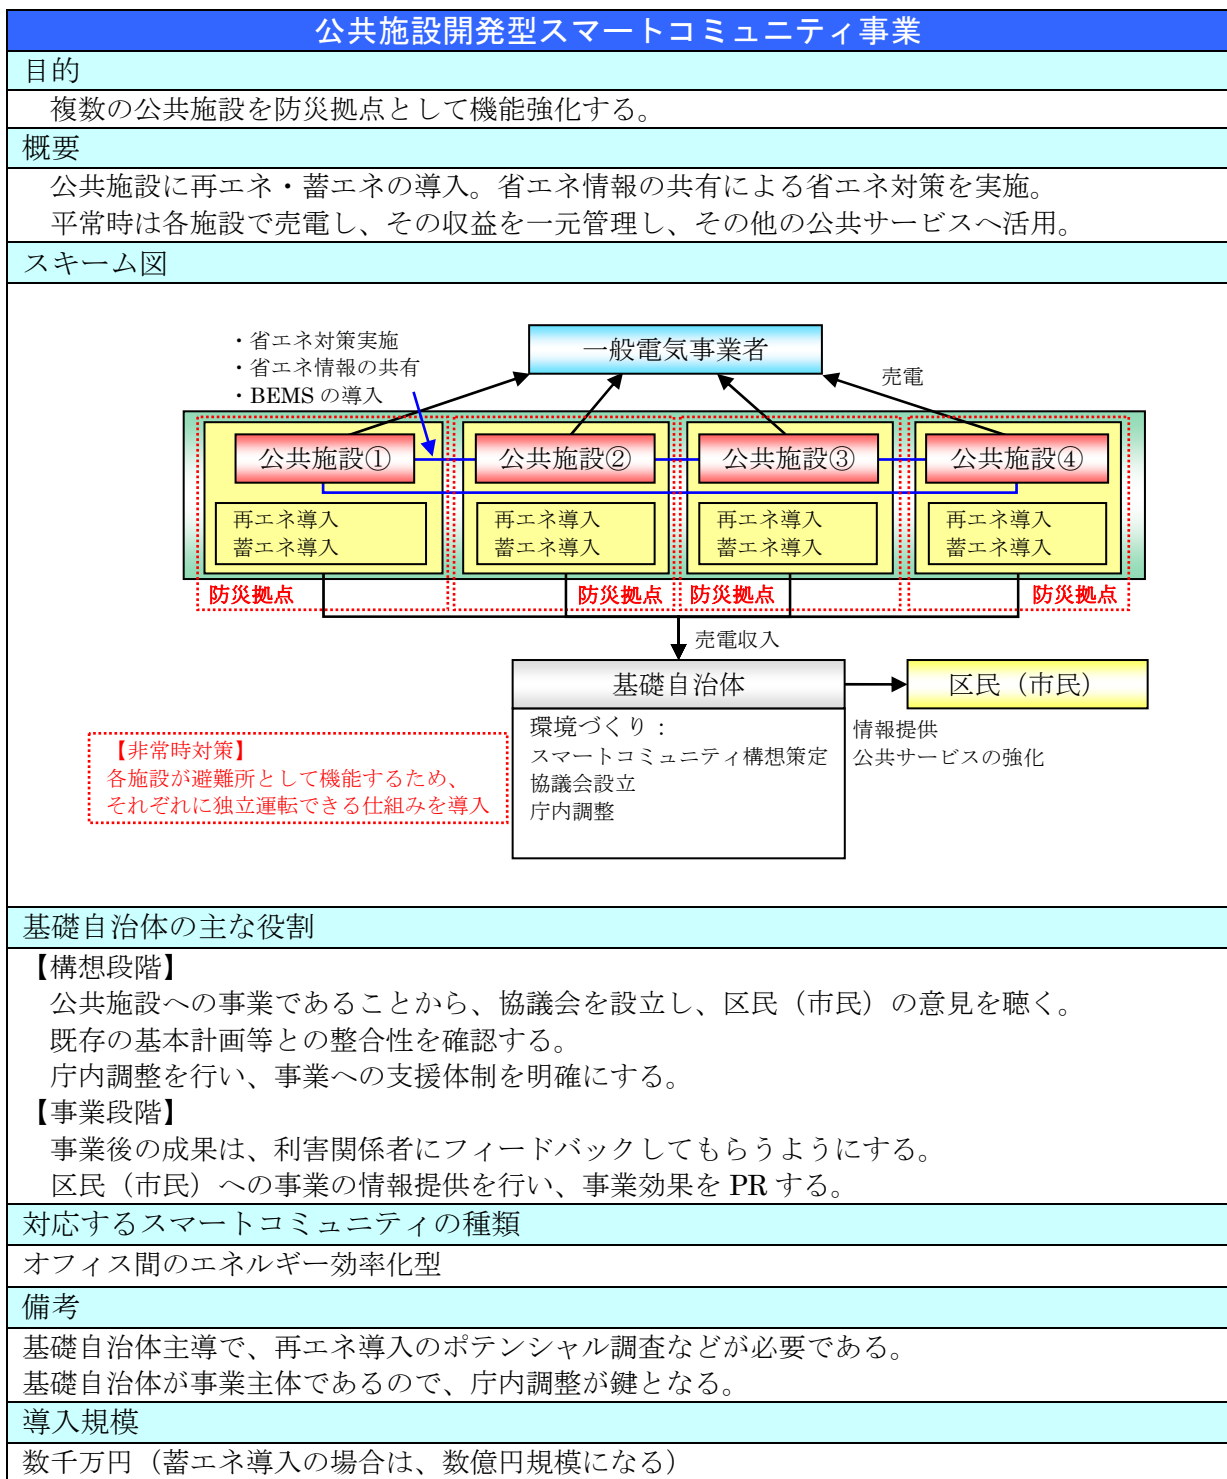 公共施設開発型スマートコミュニティ事業
目的
複数の公共施設を防災拠点として機能強化する。
概要
公共施設に再エネ・蓄エネの導入。省エネ情報の共有による省エネ対策を実施。
平常時は各施設で売電し、その収益を一元管理し、その他の公共サービスへ活用。
スキーム図
・省エネ対策実施
・省エネ情報の共有
・BEMS の導入
一般電気事業者
売電
公共施設①
公共施設②
公共施設③
公共施設④
再エネ導入
蓄エネ導入
再エネ導入
蓄エネ導入
再エネ導入
蓄エネ導入
再エネ導入
蓄エネ導入
防災拠点
防災拠点
防災拠点
防災拠点
売電収入
基礎自治体
区民（市民）
環境づくり：
スマートコミュニティ構想策定
協議会設立
庁内調整
情報提供
公共サービスの強化
【非常時対策】
各施設が避難所として機能するため、
それぞれに独立運転できる仕組みを導入
基礎自治体の主な役割
【構想段階】
公共施設への事業であることから、協議会を設立し、区民（市民）の意見を聴く。
既存の基本計画等との整合性を確認する。
庁内調整を行い、事業への支援体制を明確にする。
【事業段階】
事業後の成果は、利害関係者にフィードバックしてもらうようにする。
区民（市民）への事業の情報提供を行い、事業効果を PR する。
対応するスマートコミュニティの種類
オフィス間のエネルギー効率化型
備考
基礎自治体主導で、再エネ導入のポテンシャル調査などが必要である。
基礎自治体が事業主体であるので、庁内調整が鍵となる。
導入規模
数千万円（蓄エネ導入の場合は、数億円規模になる）